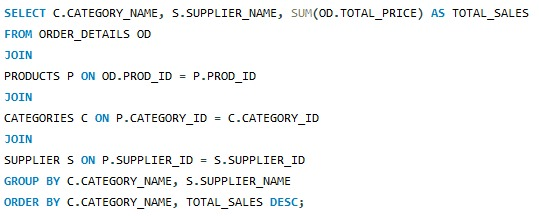 SELECT C.CATEGORY_NAME, S.SUPPLIER_NAME, SUM(OD.TOTAL_PRICE) AS TOTAL_SALES
FROM ORDER_DETAILS OD
JOIN
PRODUCTS P ON OD.PROD_ID = P.PROD_ID
JOIN
CATEGORIES C ON P.CATEGORY_ID = C.CATEGORY_ID
JOIN
SUPPLIER S ON P.SUPPLIER_ID = S.SUPPLIER_ID
GROUP BY C.CATEGORY_NAME, S.SUPPLIER_NAME
ORDER BY C.CATEGORY_NAME, TOTAL_SALES DESC;